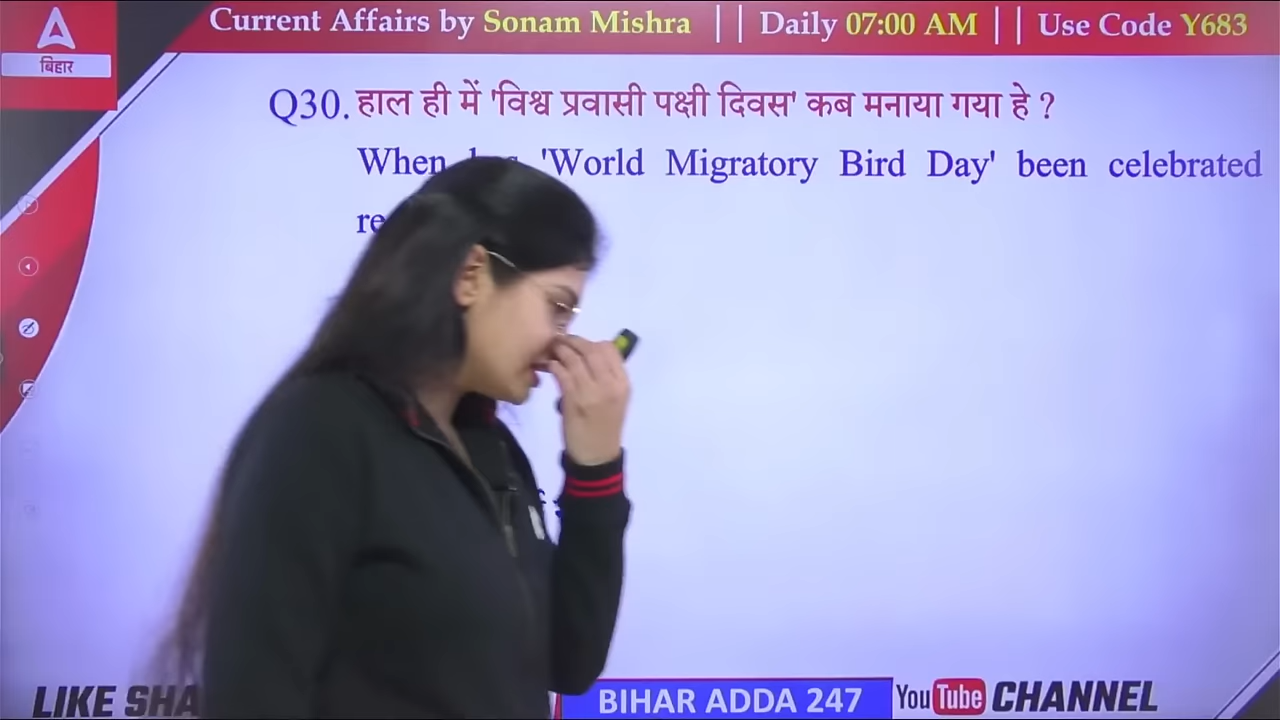 Current Affairs by Sonam Mishra || Daily 07:00 AM || Use Code Y683
बिहार
Q30. हाल ही में 'विश्व प्रवासी पक्षी दिवस' कब मनाया गया हे ?
When 'World Migratory Bird Day' been celebrated
LIKE
BIHAR ADDA 247
YouTube CHANNEL